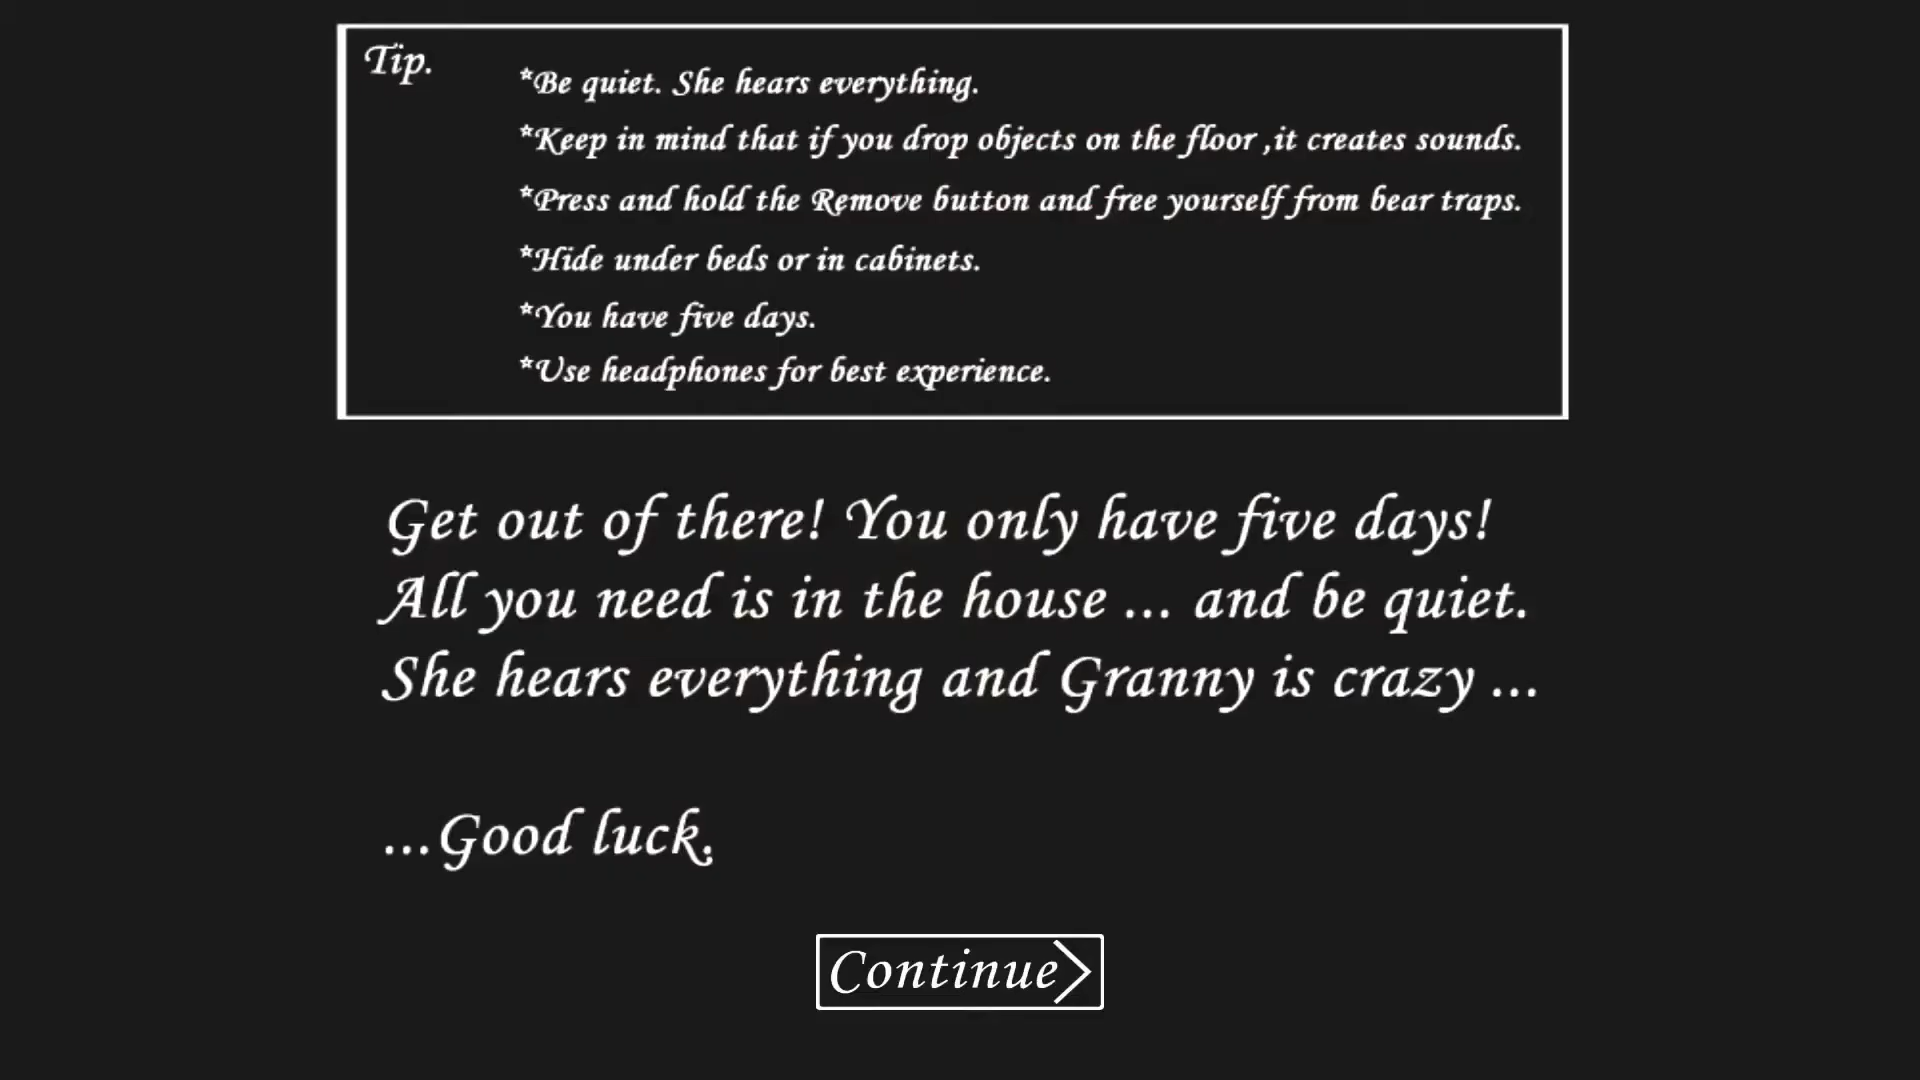 Tip.
*Be quiet. She hears everything.
*Keep in mind that if you drop objects on the floor ,it creates sounds.
*Press and hold the Remove button and free yourself from bear traps.
*Hide under beds or in cabinets.
*You have five days.
*Use headphones for best experience.
Get out of there! You only have five days!
All you need is in the house ... and be quiet.
She hears everything and Granny is crazy ...
...Good luck.
Continue>